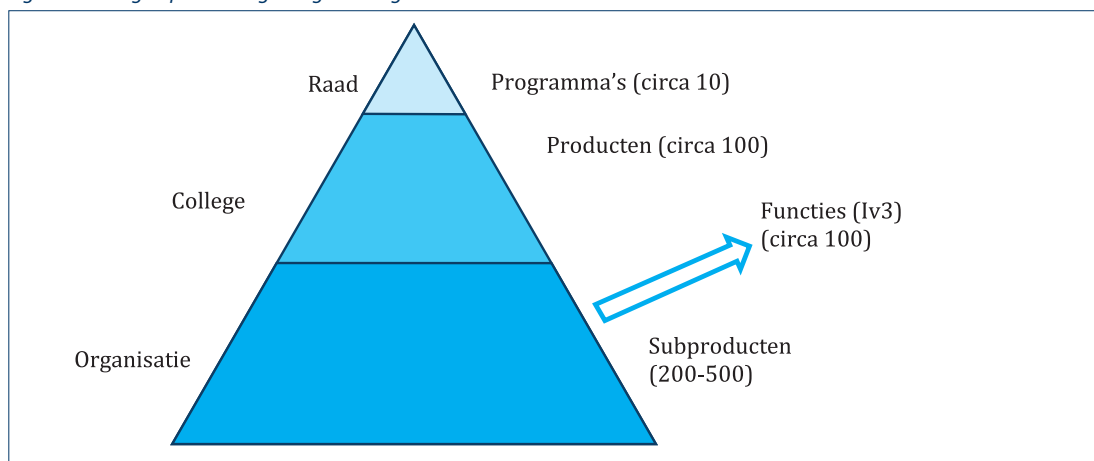 Raad
Programma's (circa 10)
Producten (circa 100)
College
Functies (Iv3)
(circa 100)
Organisatie
Subproducten
(200-500)